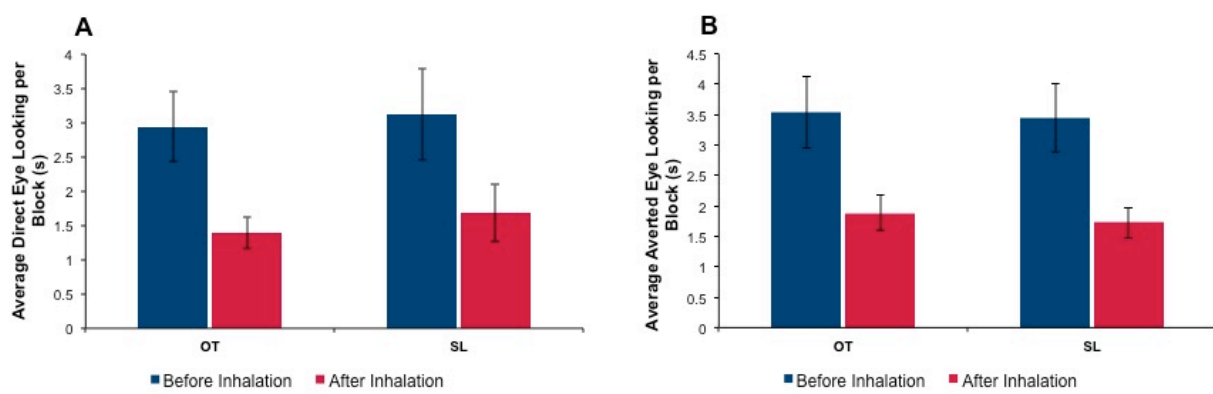 A
Average Direct Eye Looking per
Block (s)
4
3.5
3
2.5
2
1.5
1
0.5
0
OT SL
Before Inhalation After Inhalation
B
Average Averted Eye Looking per
Block (s)
4.5
4
3.5
3
2.5
2
1.5
1
0.5
0
OT SL
Before Inhalation After Inhalation